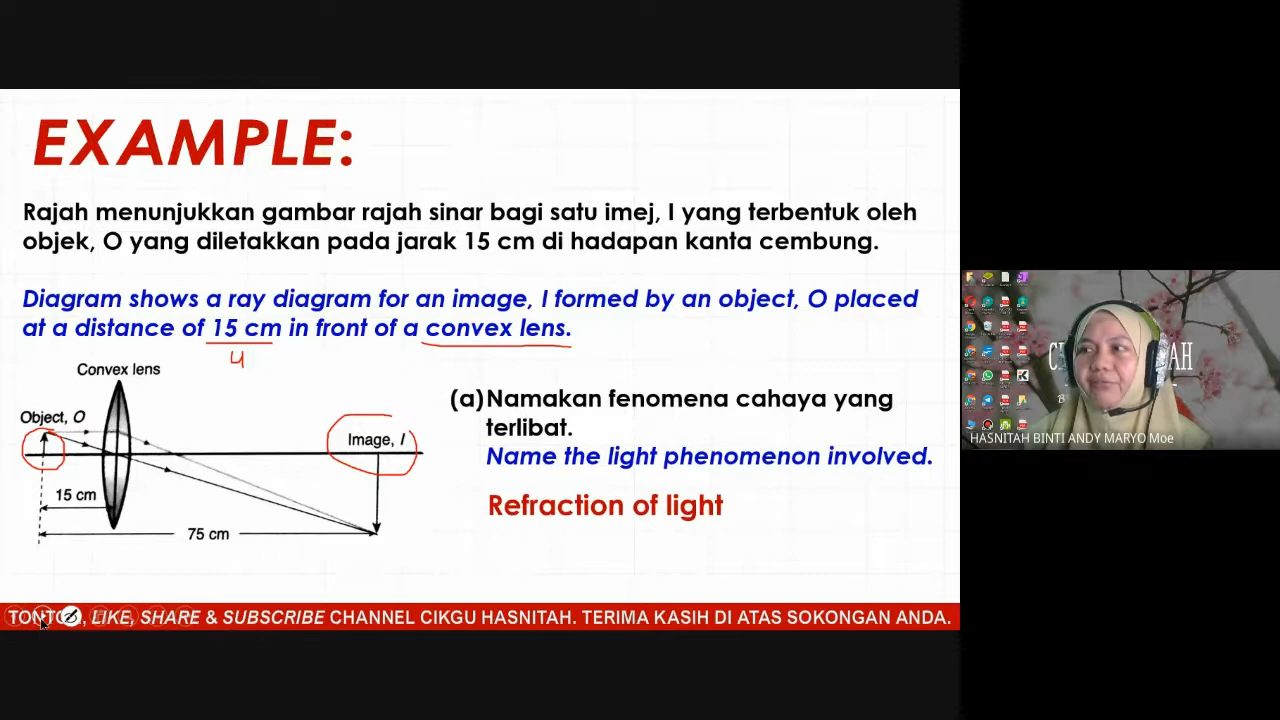 EXAMPLE:
Rajah menunjukkan gambar rajah sinar bagi satu imej, I yang terbentuk oleh
objek, O yang diletakkan pada jarak 15 cm di hadapan kanta cembung.
Diagram shows a ray diagram for an image, I formed by an object, O placed
at a distance of 15 cm in front of a convex lens.
u
Convex lens
Object, O
Image, I
15 cm
75 cm
(a) Namakan fenomena cahaya yang
terlibat.
Name the light phenomenon involved.
Refraction of light
HASNITAH BINTI ANDY MARYO Moe
TONTON, LIKE, SHARE & SUBSCRIBE CHANNEL CIKGU HASNITAH. TERIMA KASIH DI ATAS SOKONGAN ANDA.